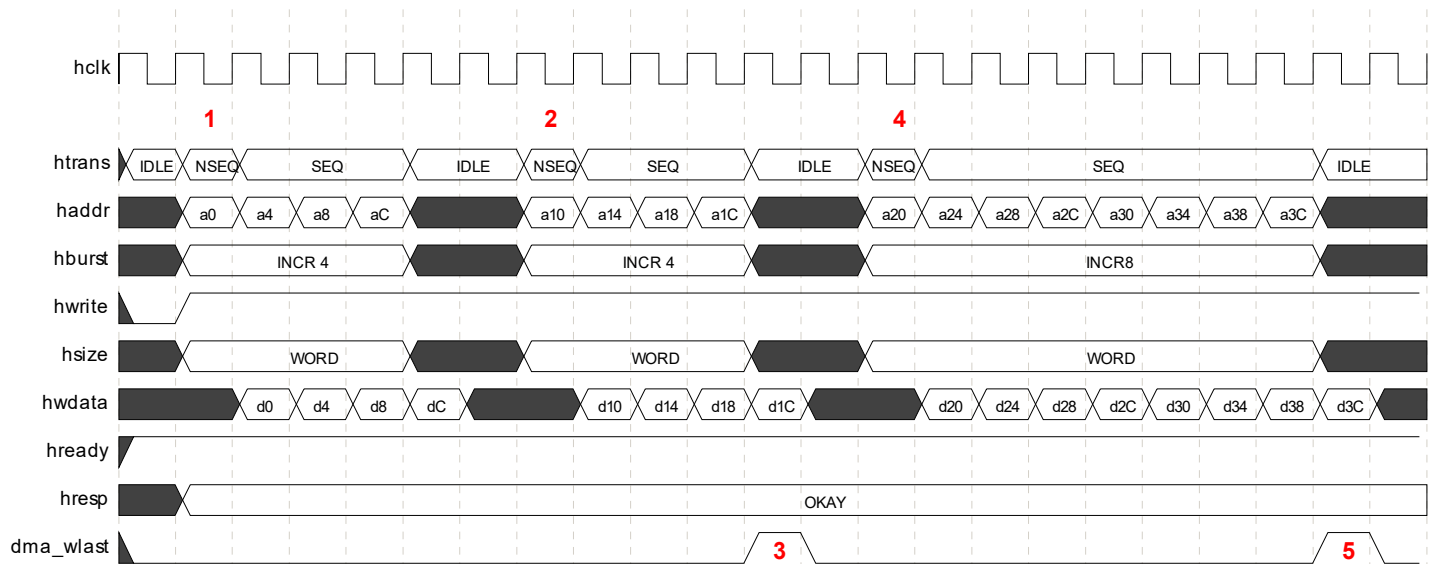 hclk
1 2 4
htrans IDLE NSEQ SEQ IDLE NSEQ SEQ IDLE NSEQ SEQ IDLE
haddr a0 a4 a8 aC a10 a14 a18 a1C a20 a24 a28 a2C a30 a34 a38 a3C
hburst INCR 4 INCR 4 INCR8
hwrite
hsize WORD WORD WORD
hwdata d0 d4 d8 dC d10 d14 d18 d1C d20 d24 d28 d2C d30 d34 d38 d3C
hready
hresp OKAY
dma_wlast 3 5